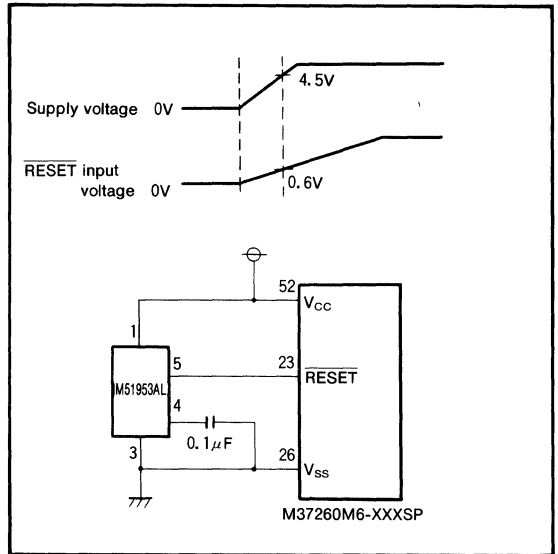 4.5V
Supply voltage 0V
RESET input
voltage 0V
0.6V
52
VCC
1
5
23
RESET
M51953AL
4
0.1μF
3
26
VSS
M37260M6-XXXSP